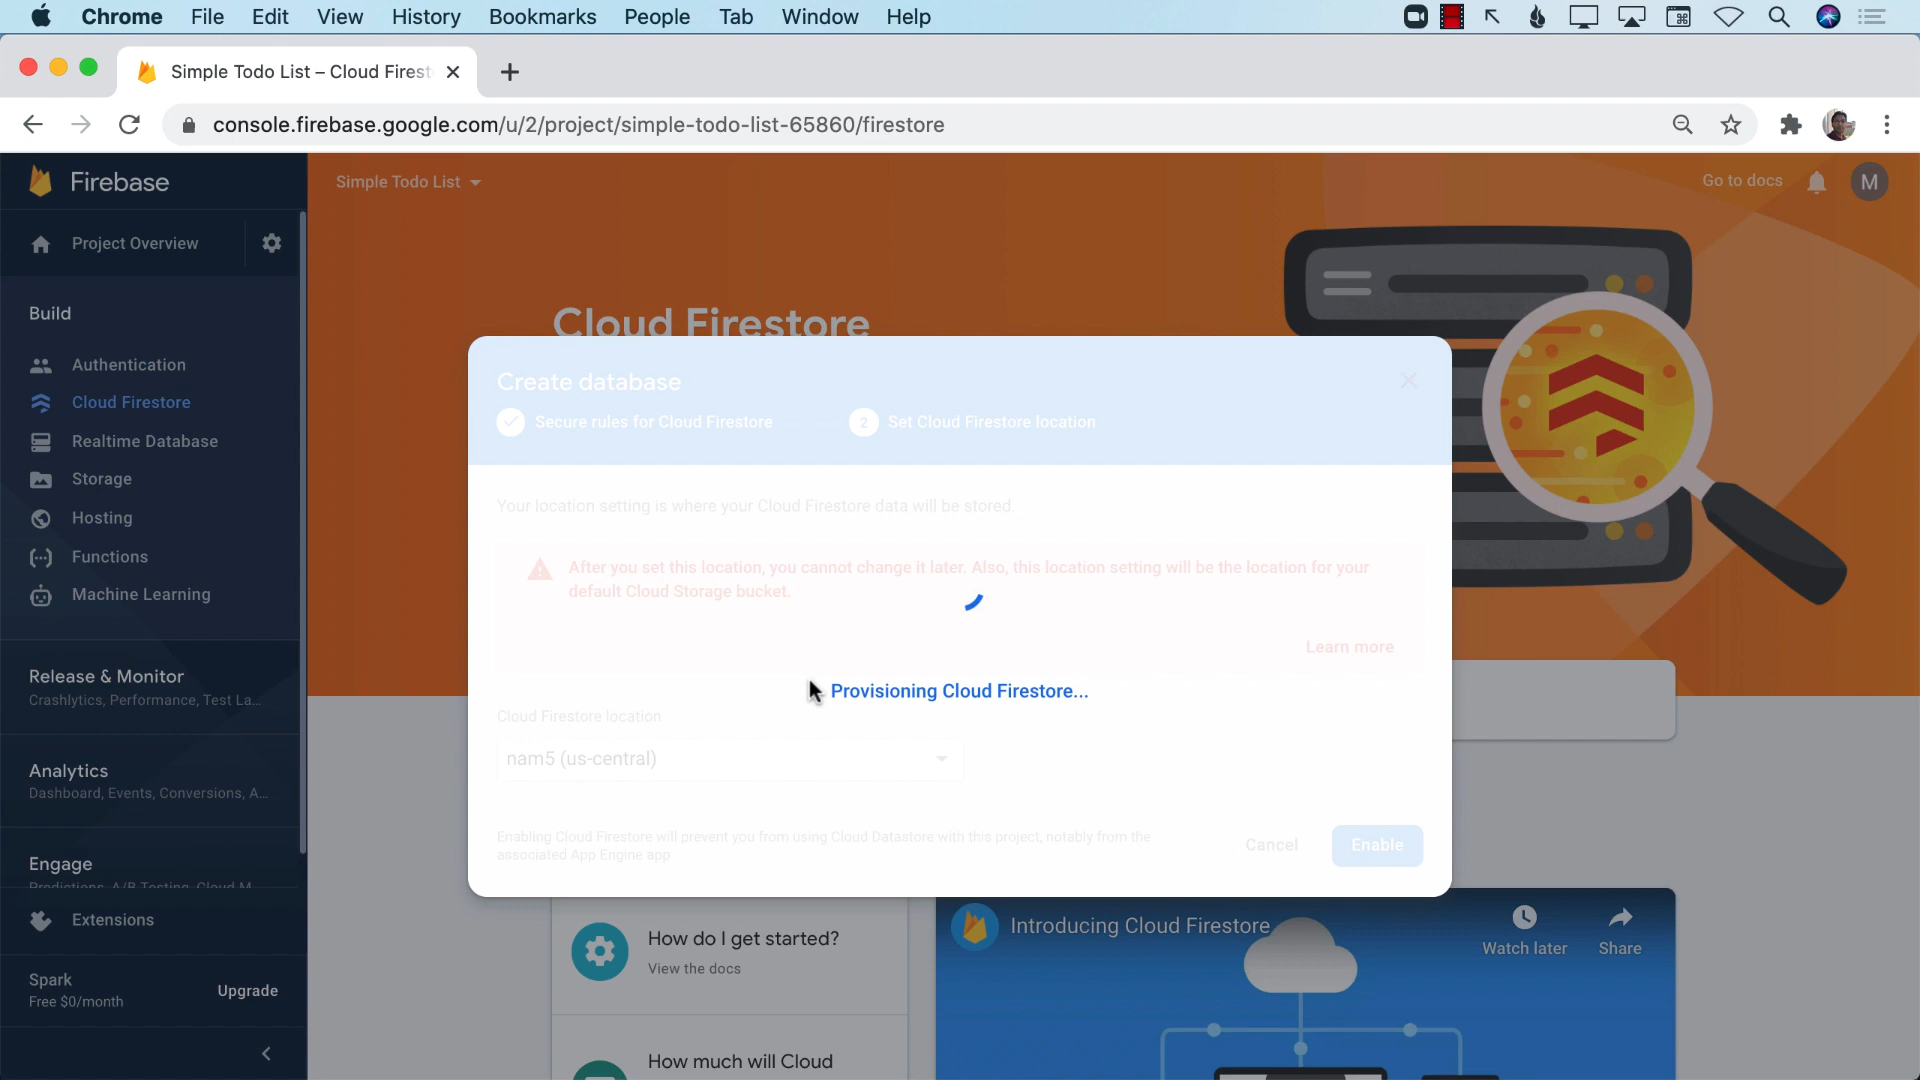 Chrome File Edit View History Bookmarks People Tab Window Help
Simple Todo List – Cloud Firest
console.firebase.google.com/u/2/project/simple-todo-list-65860/firestore
Firebase
Simple Todo List
Go to docs
M
Project Overview
Build
Authentication
Cloud Firestore
Realtime Database
Storage
Hosting
Functions
Machine Learning
Release & Monitor
Crashlytics, Performance, Test La...
Analytics
Dashboard, Events, Conversions, A...
Engage
Predictions, A/B Testing, Cloud M...
Extensions
Spark
Free $0/month
Upgrade
Cloud Firestore
Create database
Secure rules for Cloud Firestore
2 Set Cloud Firestore location
Your location setting is where your Cloud Firestore data will be stored.
After you set this location, you cannot change it later. Also, this location setting will be the location for your
default Cloud Storage bucket.
Learn more
Provisioning Cloud Firestore...
Cloud Firestore location
nam5 (us-central)
Enabling Cloud Firestore will prevent you from using Cloud Datastore with this project, notably from the
associated App Engine app
Cancel
Enable
How do I get started?
View the docs
How much will Cloud
Introducing Cloud Firestore
Watch later
Share